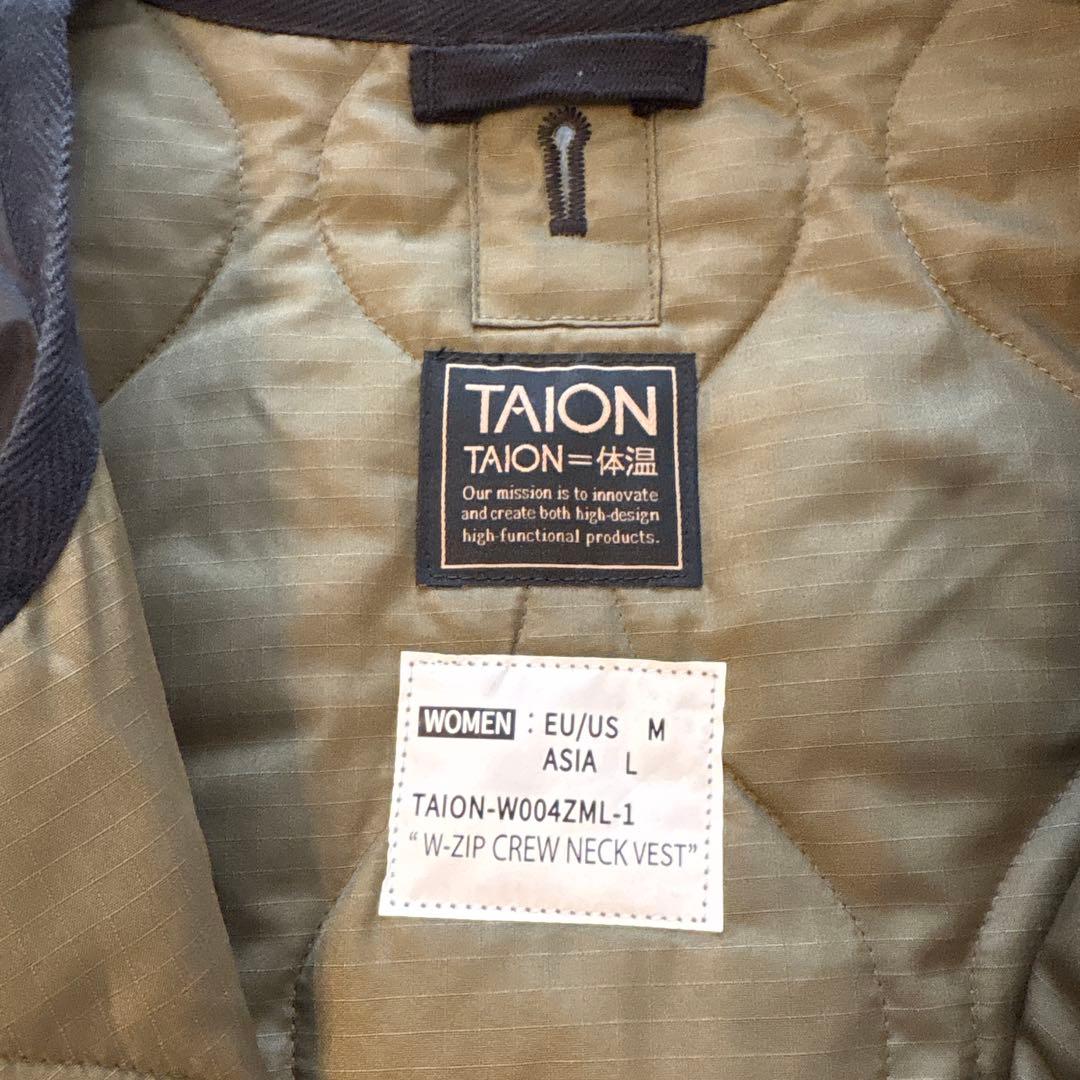 TAION
TAION=体温
Our mission is to innovate
and create both high-design
high-functional products.
WOMEN : EU/US M
ASIA L
TAION-W004ZML-1
“W-ZIP CREW NECK VEST”